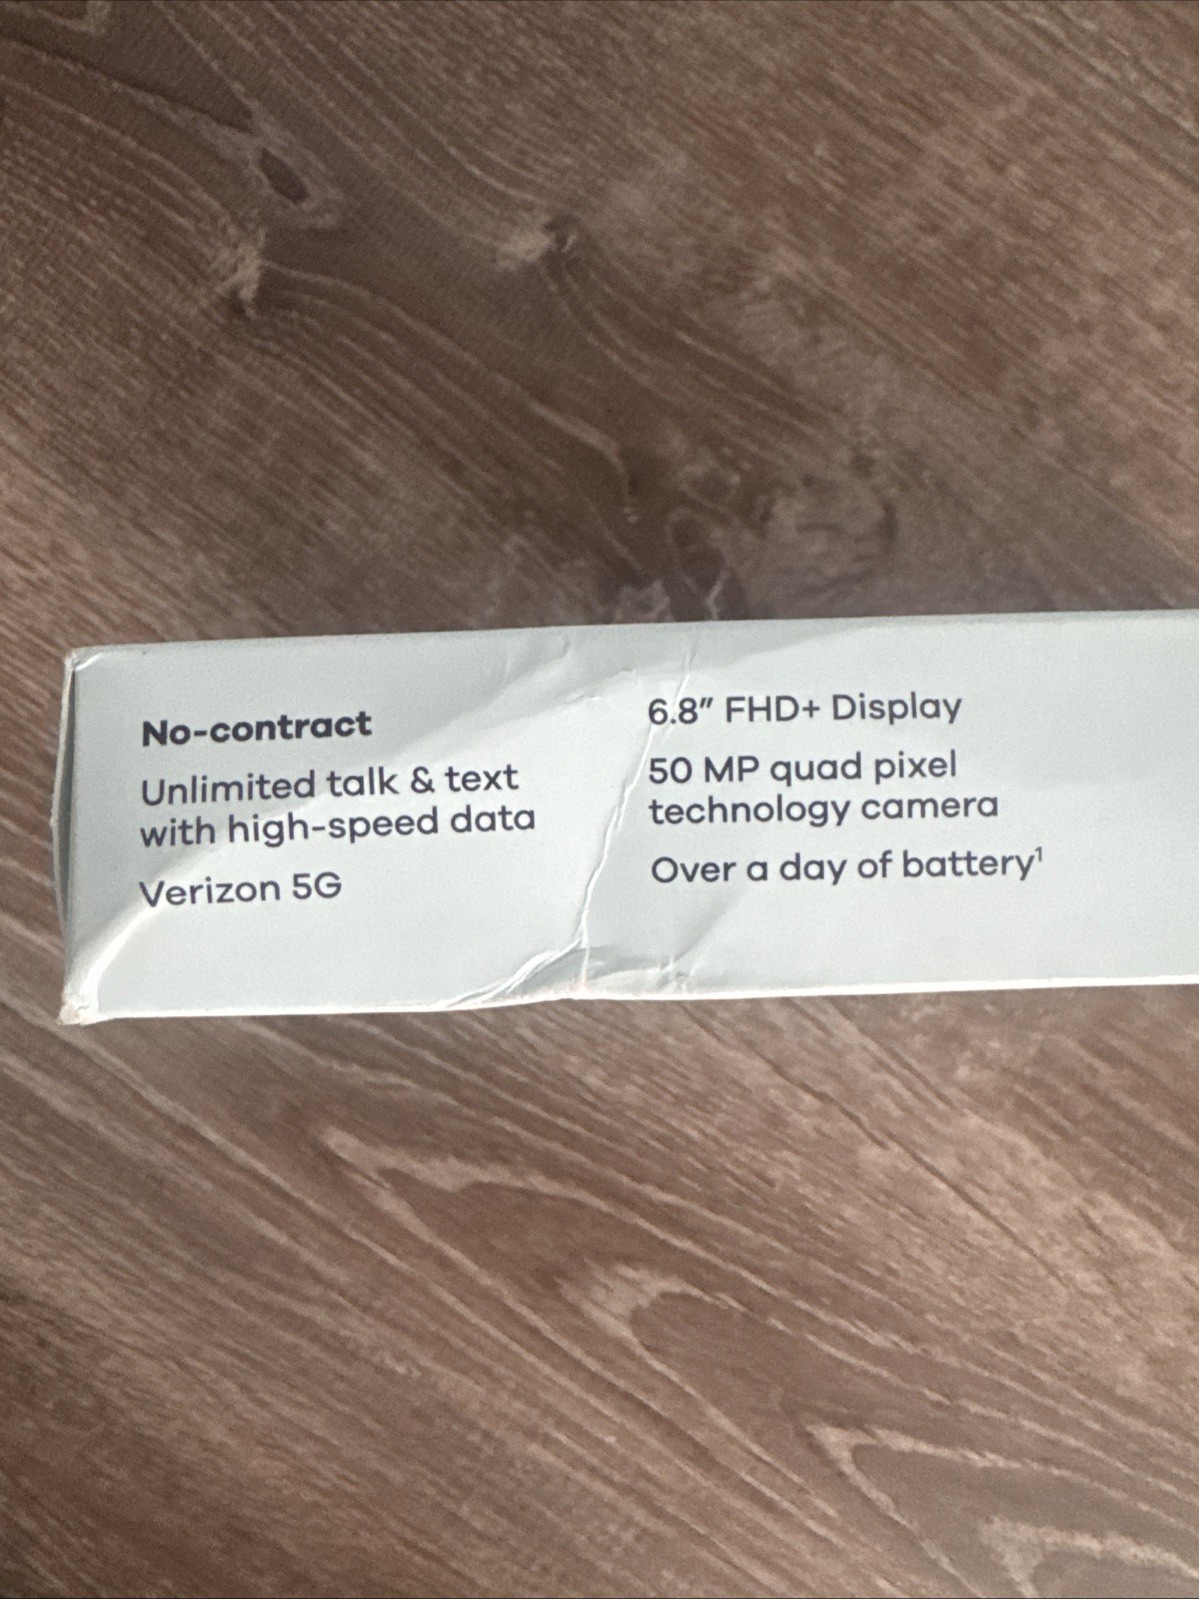 No-contract
Unlimited talk & text
with high-speed data
Verizon 5G
6.8" FHD+ Display
50 MP quad pixel
technology camera
Over a day of battery¹